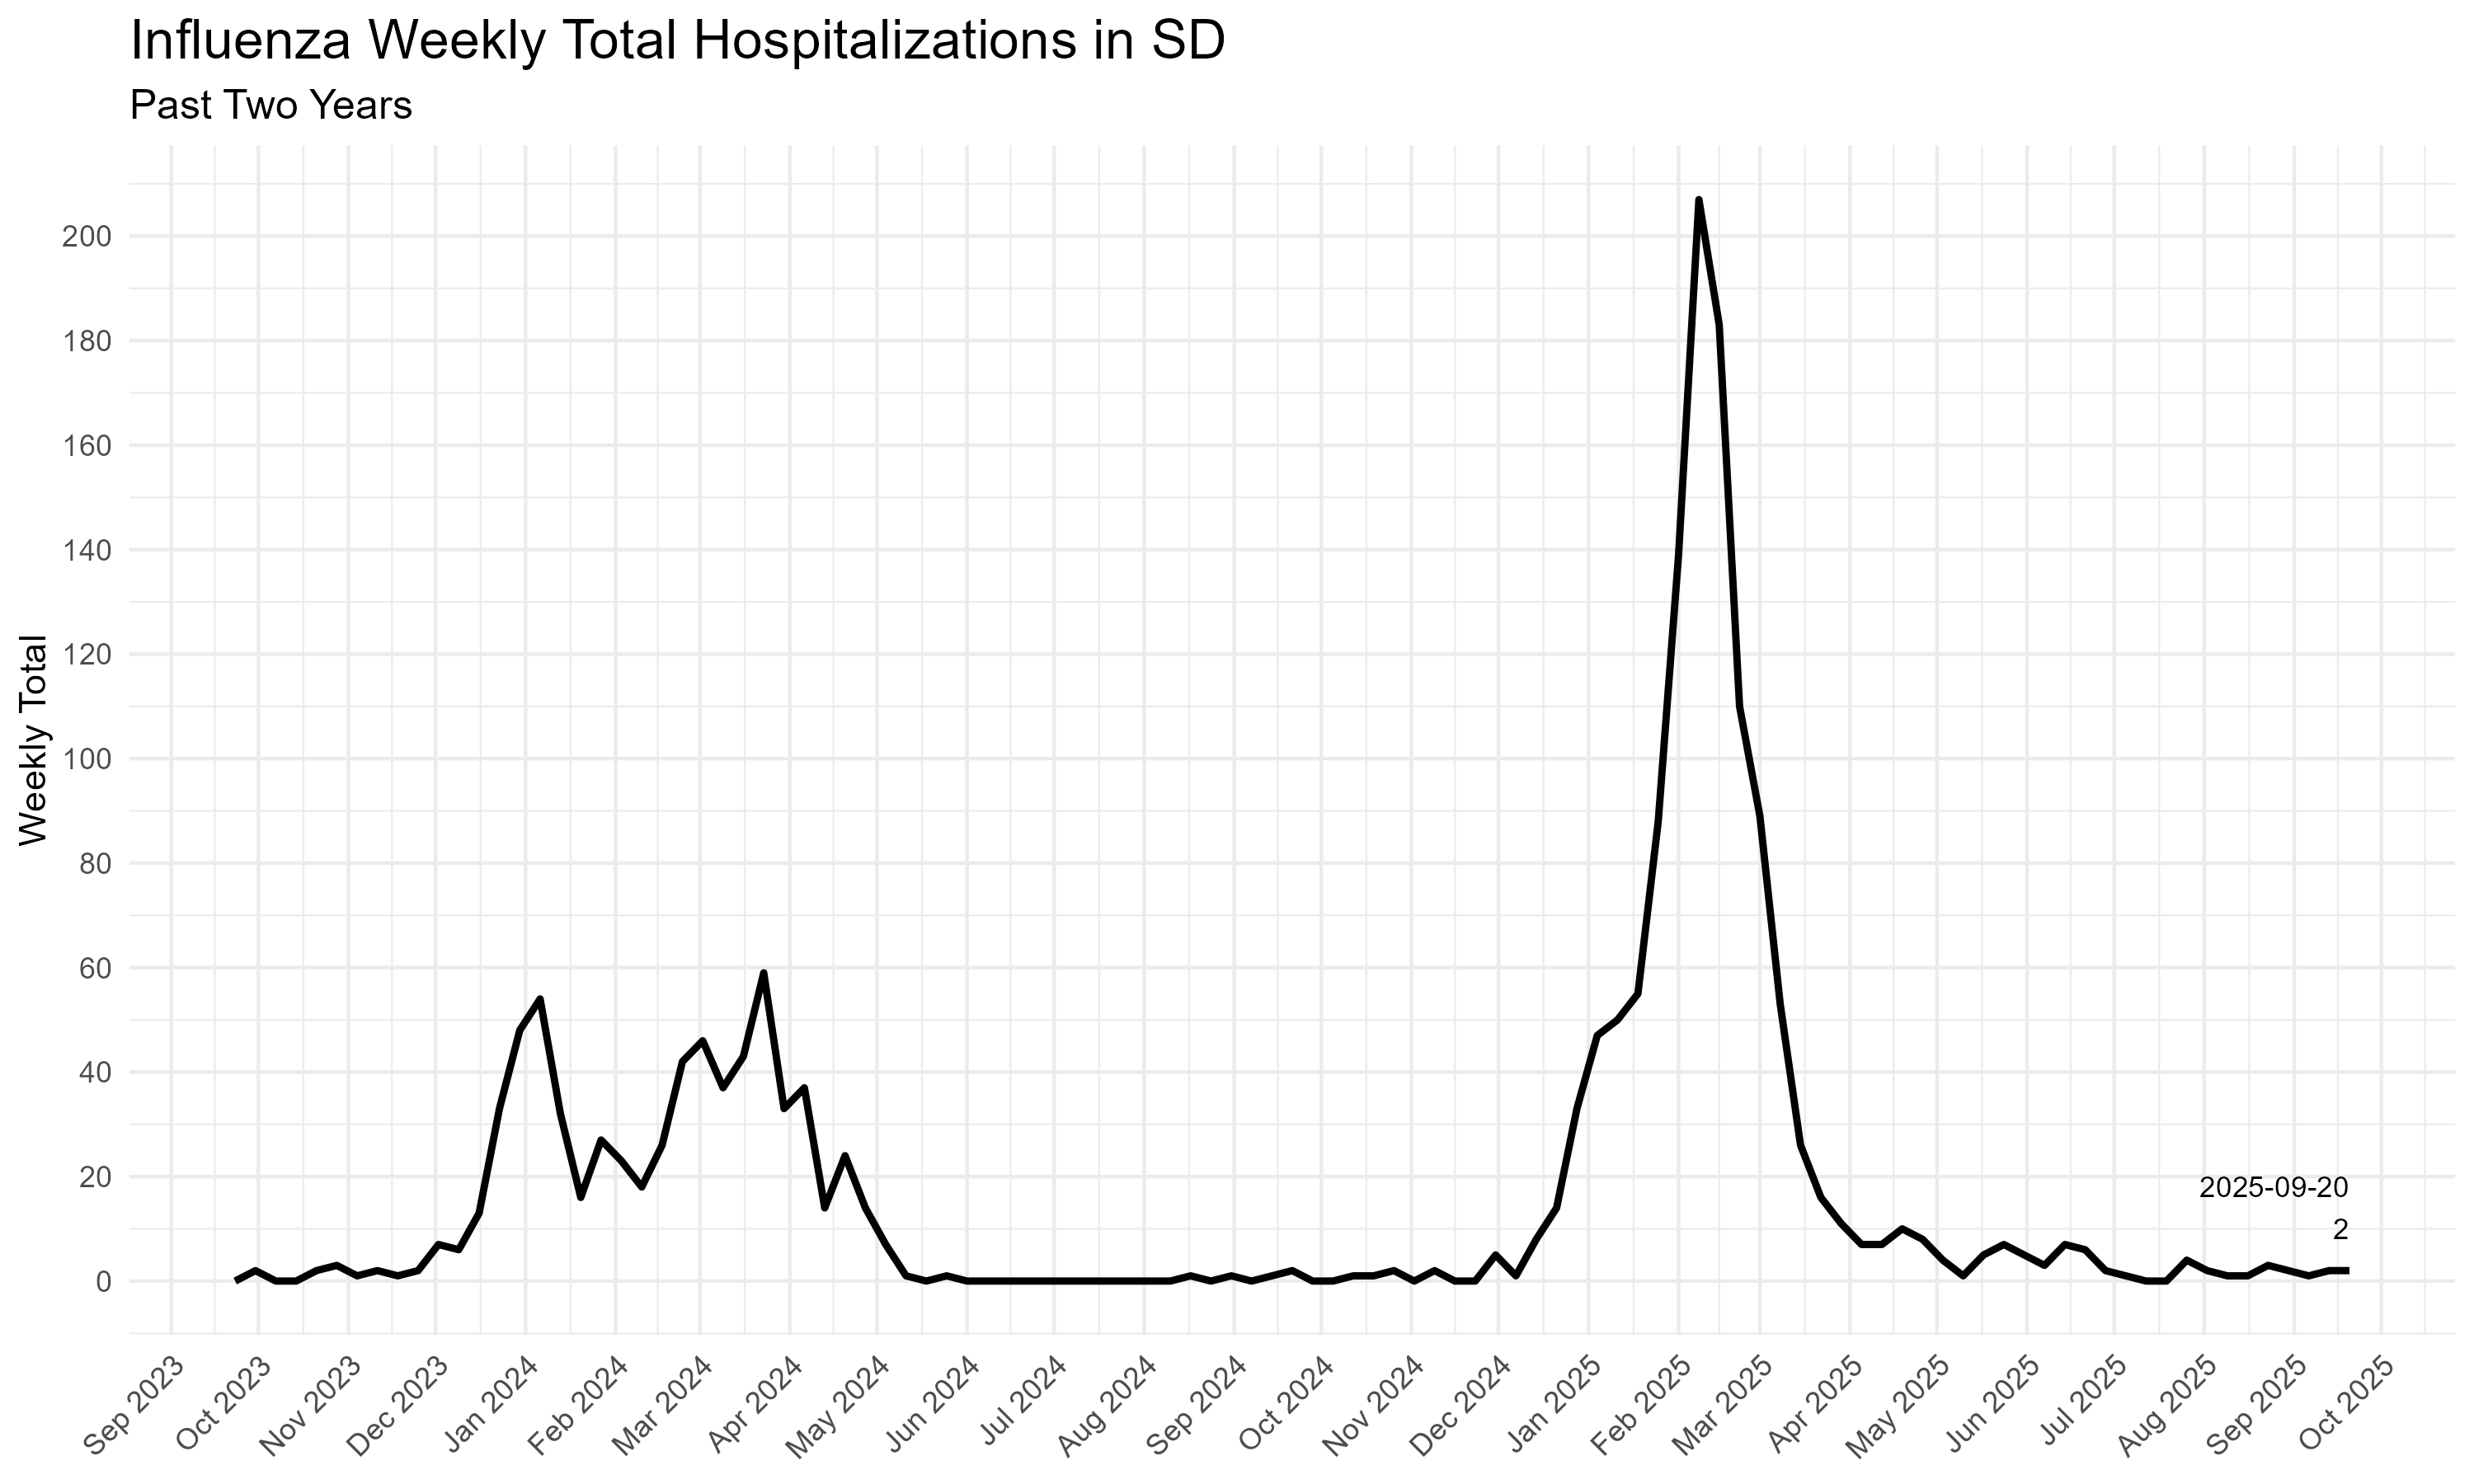 Influenza Weekly Total Hospitalizations in SD
Past Two Years
Weekly Total
200
180
160
140
120
100
80
60
40
20
0
2025-09-20
2
Sep 2023
Oct 2023
Nov 2023
Dec 2023
Jan 2024
Feb 2024
Mar 2024
Apr 2024
May 2024
Jun 2024
Jul 2024
Aug 2024
Sep 2024
Oct 2024
Nov 2024
Dec 2024
Jan 2025
Feb 2025
Mar 2025
Apr 2025
May 2025
Jun 2025
Jul 2025
Aug 2025
Sep 2025
Oct 2025